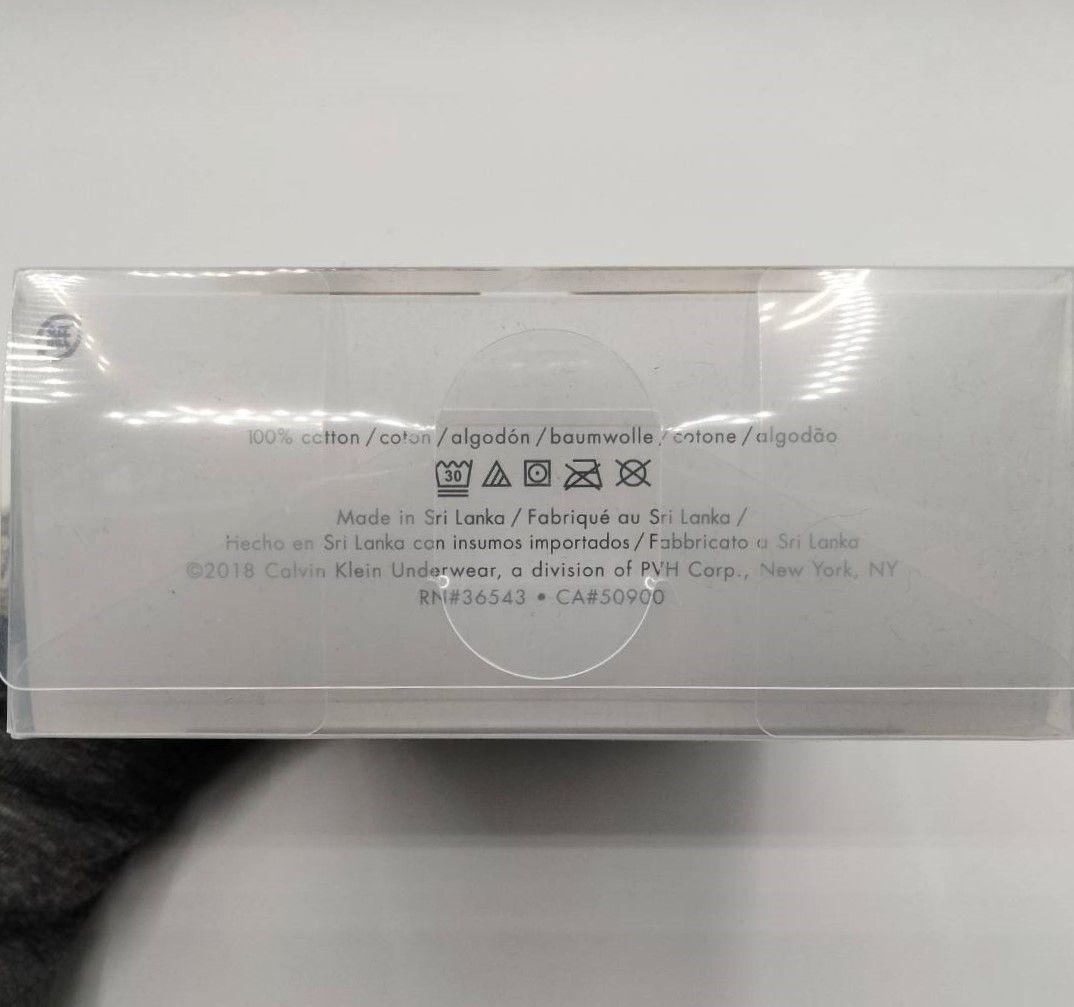 100% cotton / coton / algodón / baumwolle / cotone / algodão
30
Made in Sri Lanka / Fabriqué au Sri Lanka /
Hecho en Sri Lanka con insumos importados / Fabbricato a Sri Lanka
©2018 Calvin Klein Underwear, a division of PVH Corp., New York, NY
RN#36543 • CA#50900